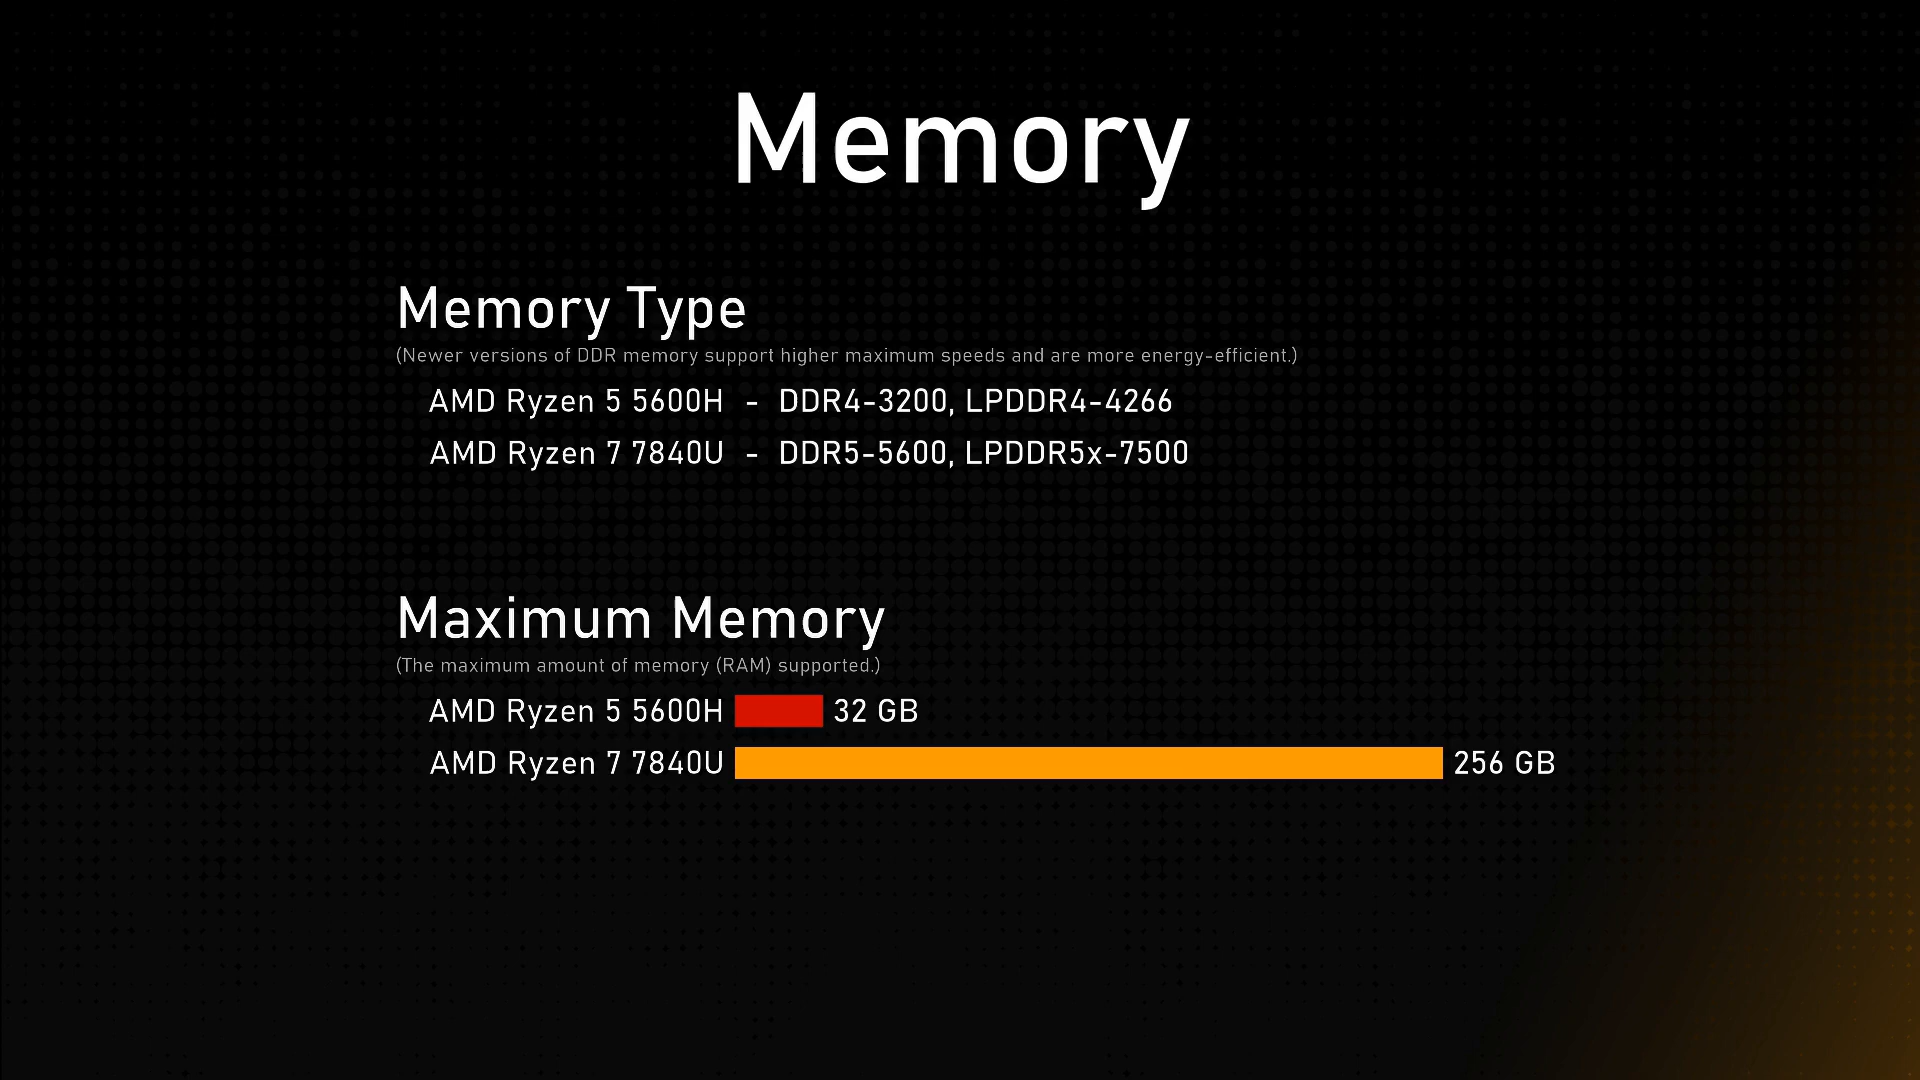 Memory
Memory Type
(Newer versions of DDR memory support higher maximum speeds and are more energy-efficient.)
AMD Ryzen 5 5600H - DDR4-3200, LPDDR4-4266
AMD Ryzen 7 7840U - DDR5-5600, LPDDR5x-7500
Maximum Memory
(The maximum amount of memory (RAM) supported.)
AMD Ryzen 5 5600H 32 GB
AMD Ryzen 7 7840U 256 GB